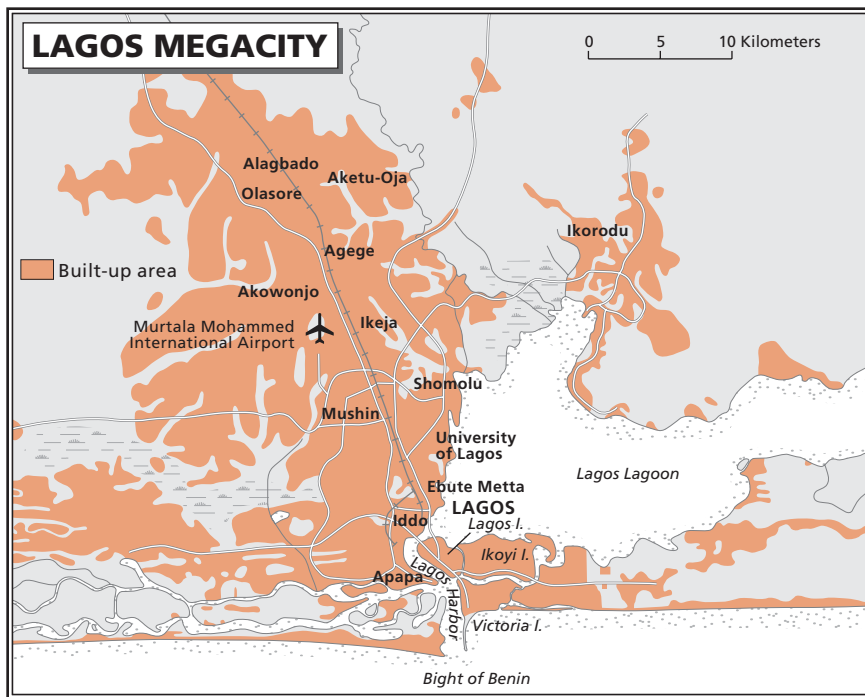 LAGOS MEGACITY
0 5 10 Kilometers
Alagbado
Aketu-Oja
Olasore
Ikorodu
Agege
Built-up area
Akowonjo
Murtala Mohammed
International Airport
Ikeja
Shomolu
Mushin
University
of Lagos
Lagos Lagoon
Ebute Metta
LAGOS
Iddo
Lagos I.
Ikoyi I.
Apapa
Lagos Harbor
Victoria I.
Bight of Benin